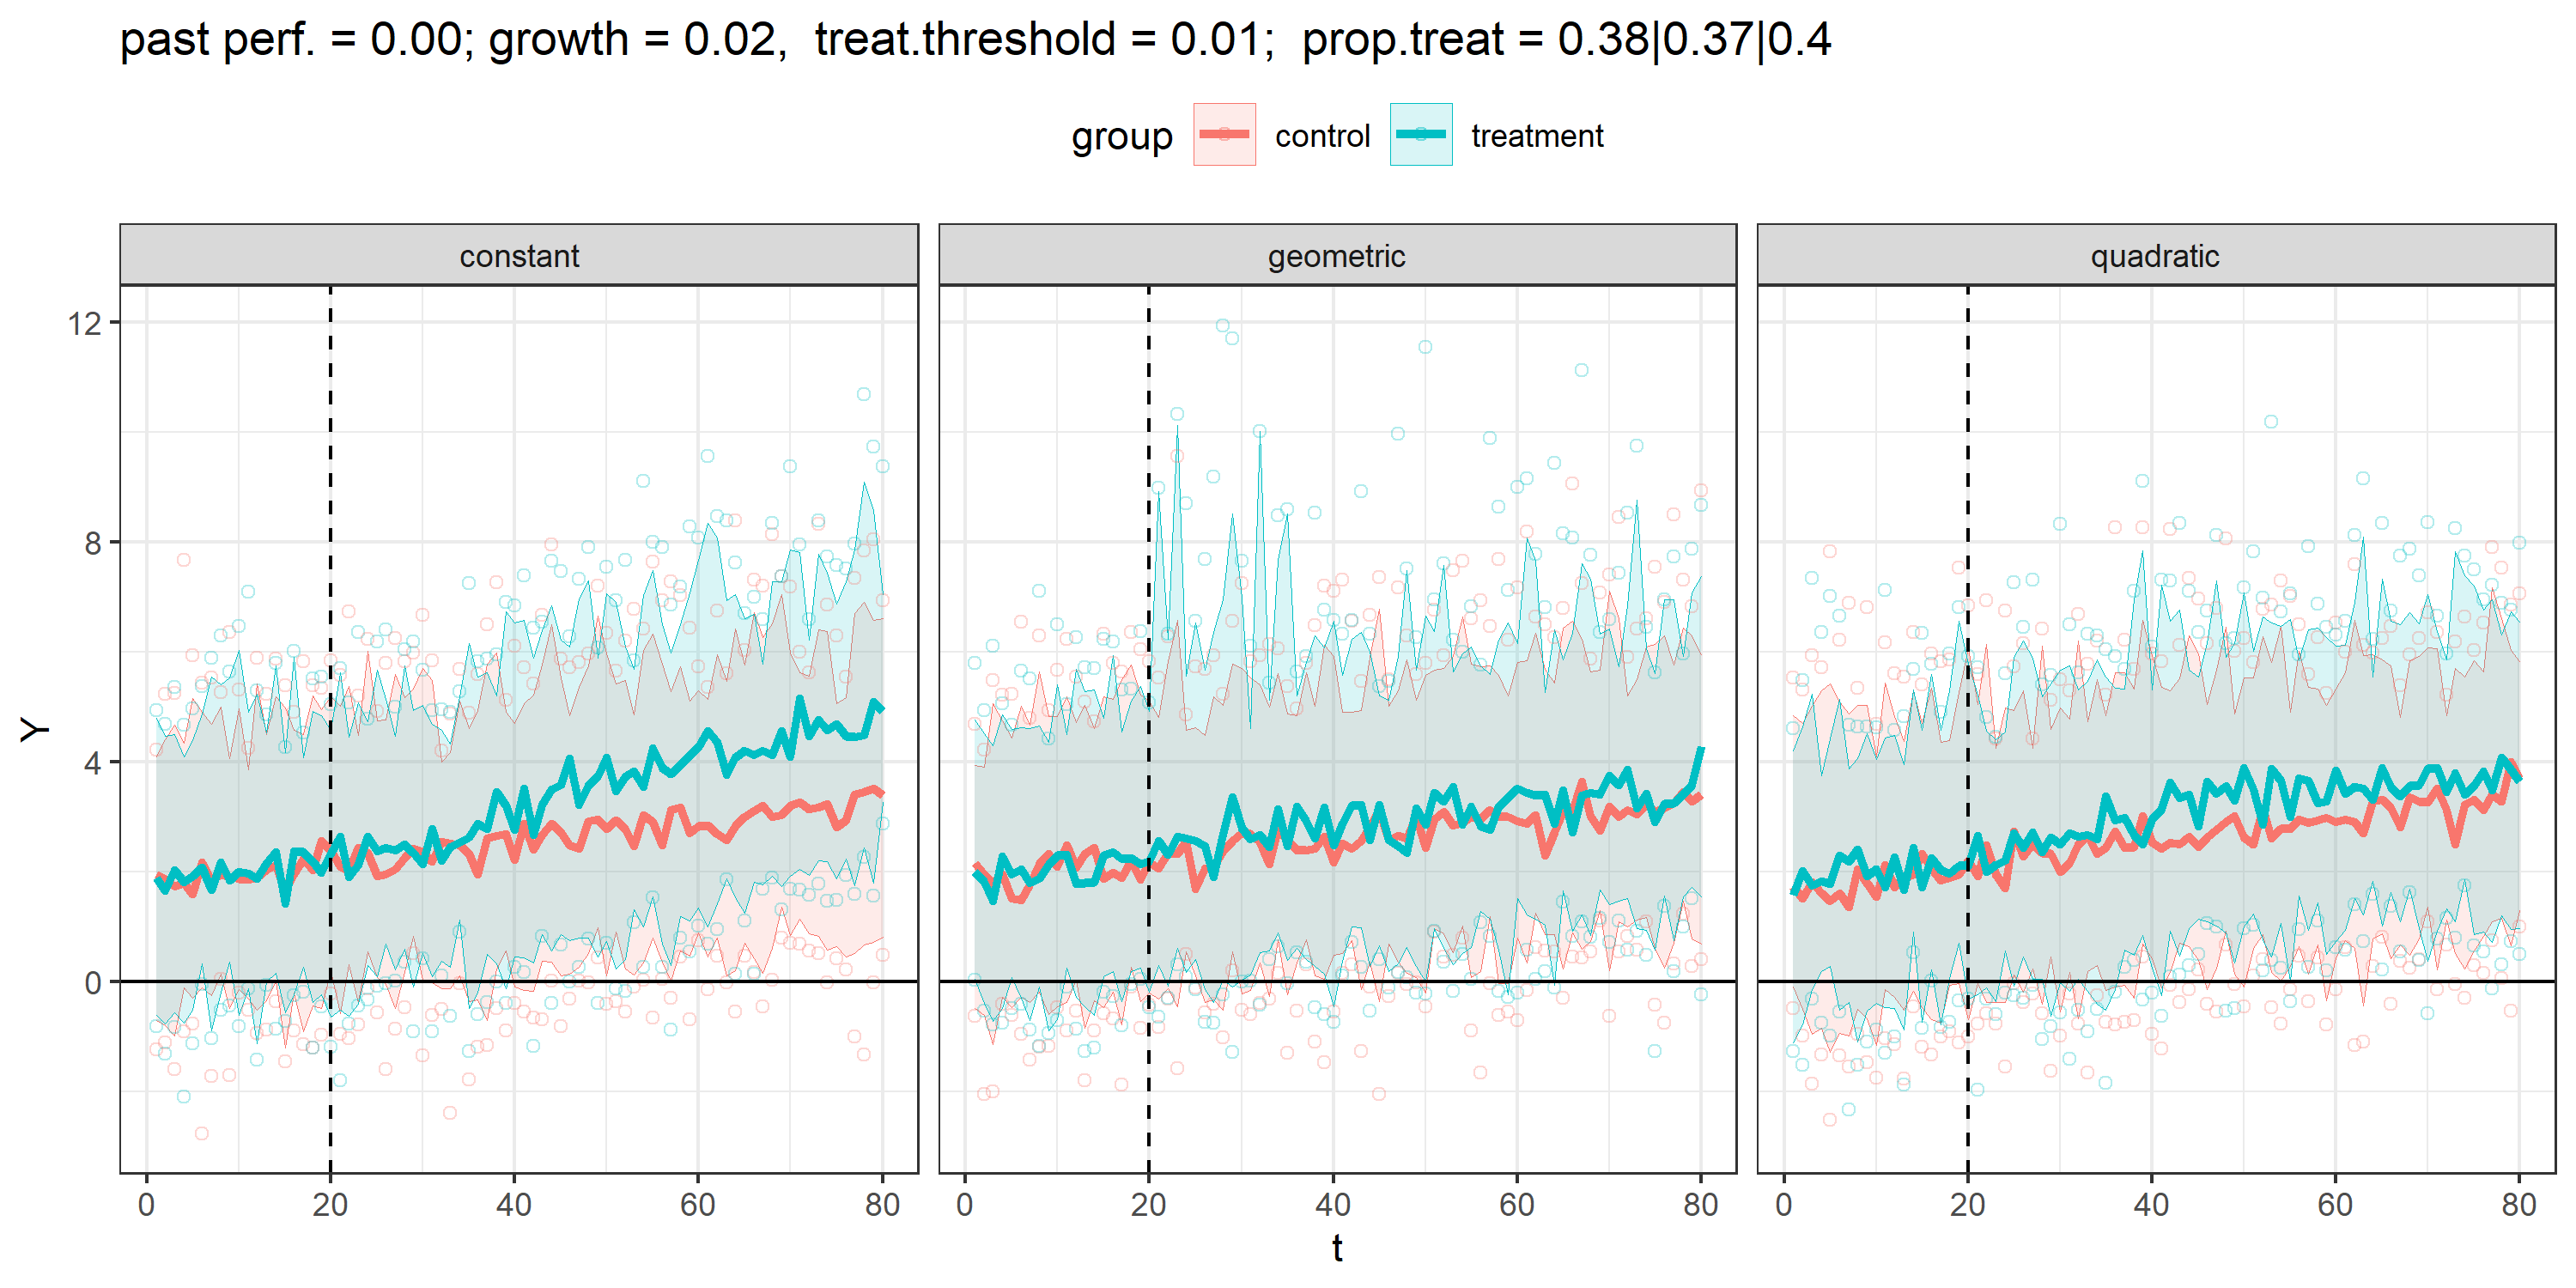 past perf. = 0.00; growth = 0.02,  treat.threshold = 0.01;  prop.treat = 0.38|0.37|0.4
group control treatment
constant geometric quadratic
12
8
4
0
Y
0 20 40 60 80 0 20 40 60 80 0 20 40 60 80
t